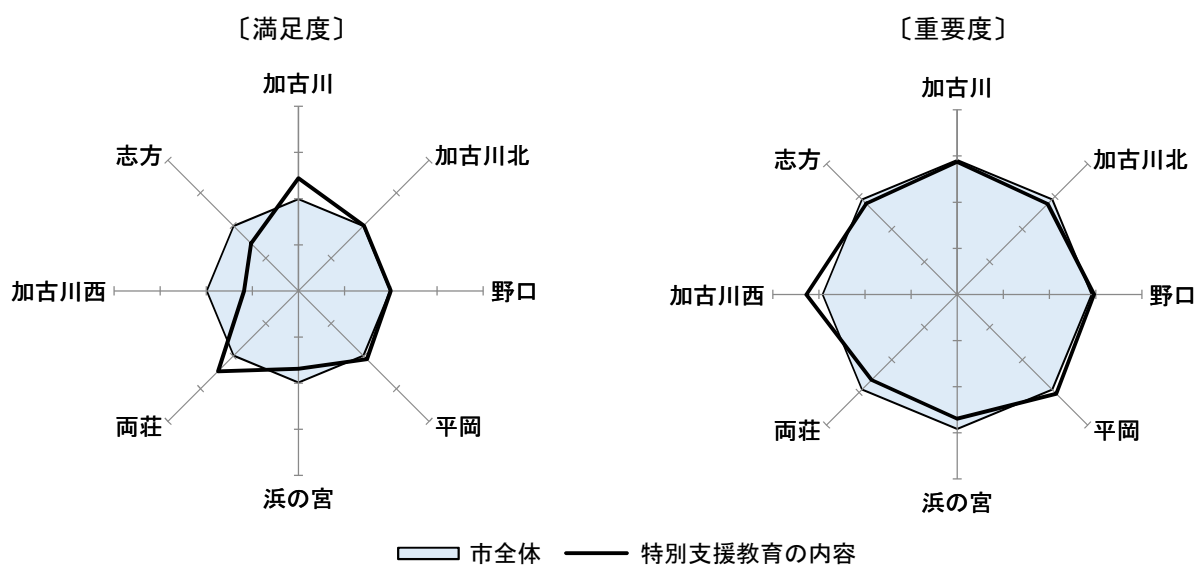 〔満足度〕
加古川
加古川北
野口
平岡
浜の宮
両荘
加古川西
志方
〔重要度〕
加古川
加古川北
野口
平岡
浜の宮
両荘
加古川西
志方
市全体
特別支援教育の内容